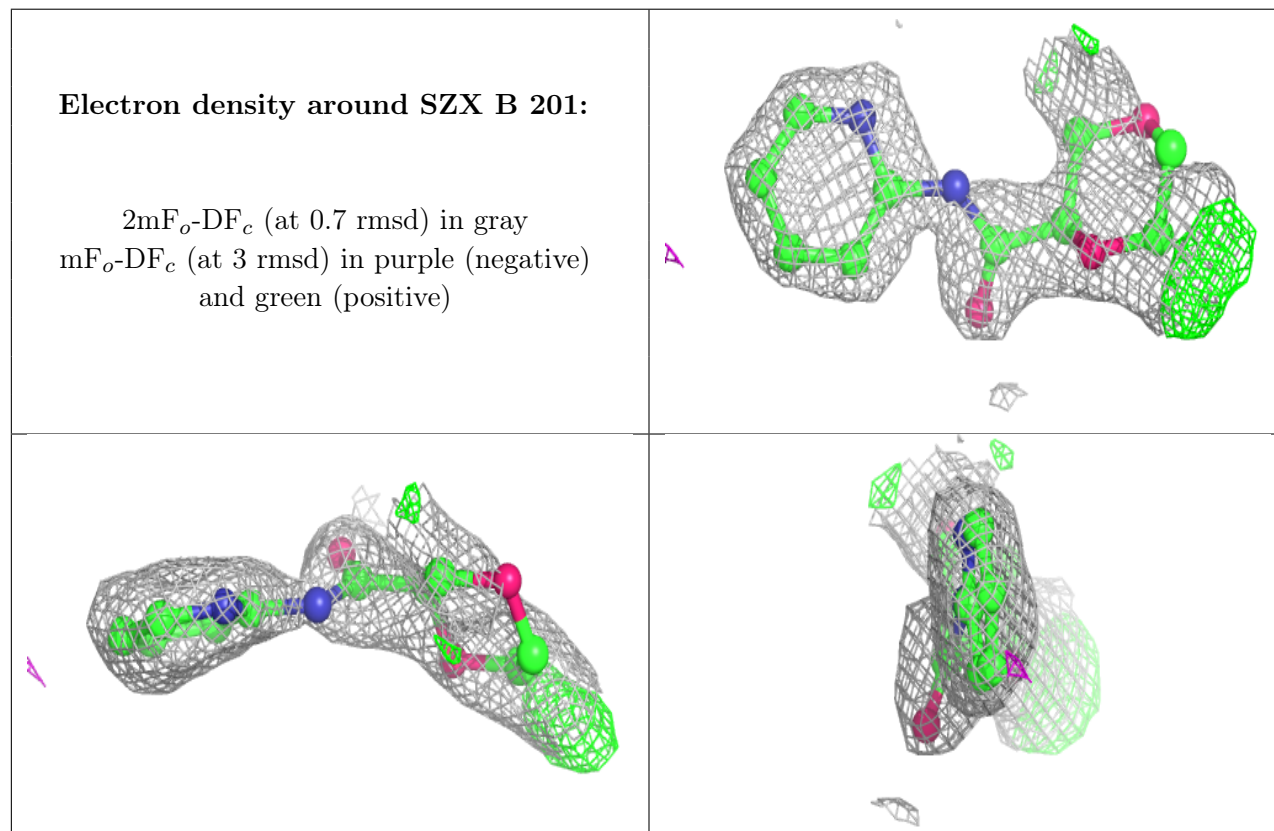 Electron density around SZX B 201:
2mFo-DFc (at 0.7 rmsd) in gray
mFo-DFc (at 3 rmsd) in purple (negative)
and green (positive)